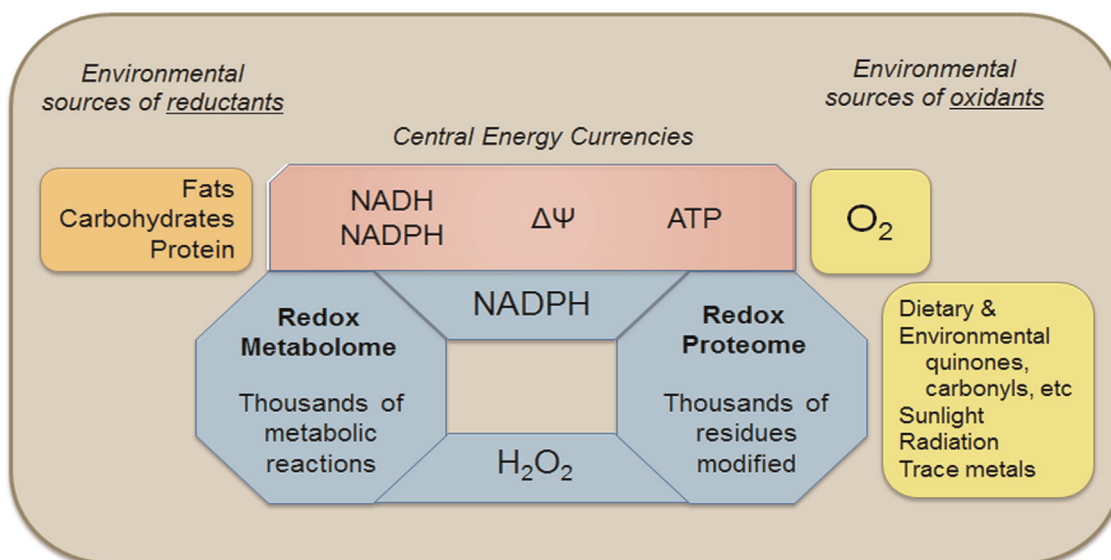 Environmental
sources of reductants
Environmental
sources of oxidants
Central Energy Currencies
Fats
Carbohydrates
Protein
NADH
NADPH
ΔΨ
ATP
O₂
NADPH
Redox
Metabolome
Thousands of
metabolic
reactions
Redox
Proteome
Thousands of
residues
modified
H₂O₂
Dietary &
Environmental
quinones,
carbonyls, etc
Sunlight
Radiation
Trace metals